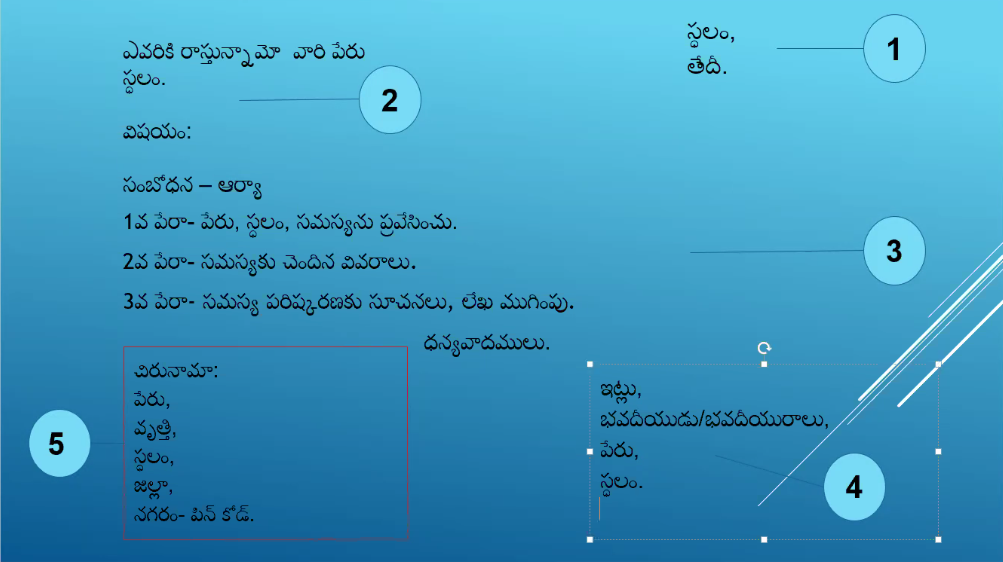 స్థలం,
తేదీ.
1
ఎవరికి రాస్తున్నామో వారి పేరు
స్థలం.
2
విషయం:
సంబోధన – ఆర్యా
1వ పేరా- పేరు, స్థలం, సమస్యను ప్రవేసించు.
2వ పేరా- సమస్యకు చెందిన వివరాలు.
3
3వ పేరా- సమస్య పరిష్కరణకు సూచనలు, లేఖ ముగింపు.
ధన్యవాదములు.
చిరునామా:
పేరు,
వృత్తి,
స్థలం,
జిల్లా,
నగరం- పిన్ కోడ్.
5
ఇట్లు,
భవదీయుడు/భవదీయురాలు,
పేరు,
స్థలం.
4